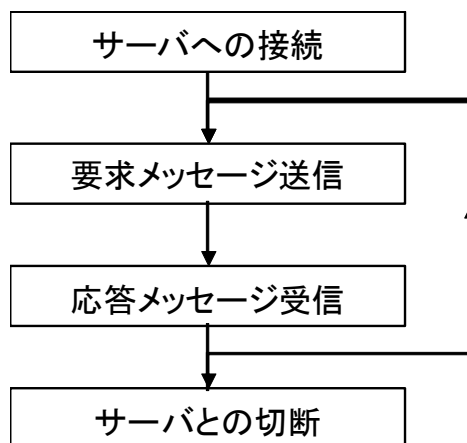 サーバへの接続
要求メッセージ送信
応答メッセージ受信
サーバとの切断